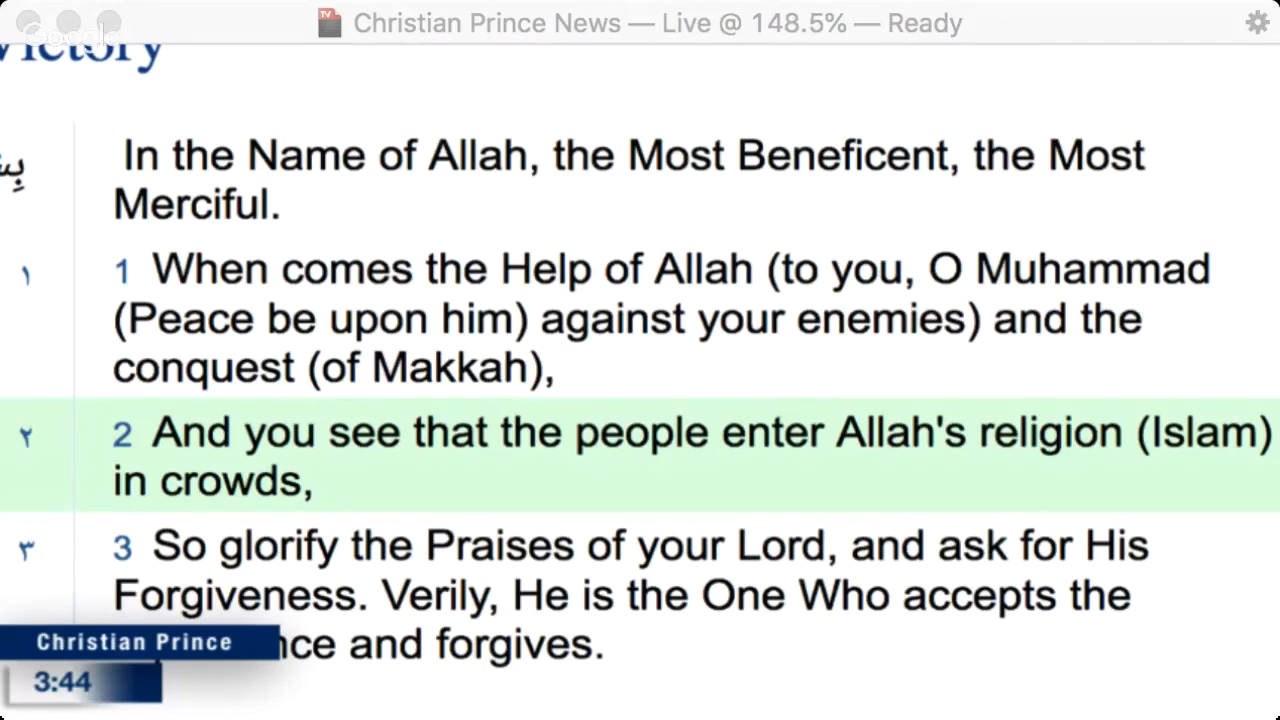 Christian Prince News — Live @ 148.5% — Ready
Google
Victory
In the Name of Allah, the Most Beneficent, the Most
Merciful.
بِسْ
١
1 When comes the Help of Allah (to you, O Muhammad
(Peace be upon him) against your enemies) and the
conquest (of Makkah),
٢
2 And you see that the people enter Allah's religion (Islam)
in crowds,
٣
3 So glorify the Praises of your Lord, and ask for His
Forgiveness. Verily, He is the One Who accepts the
nce and forgives.
Christian Prince
3:44